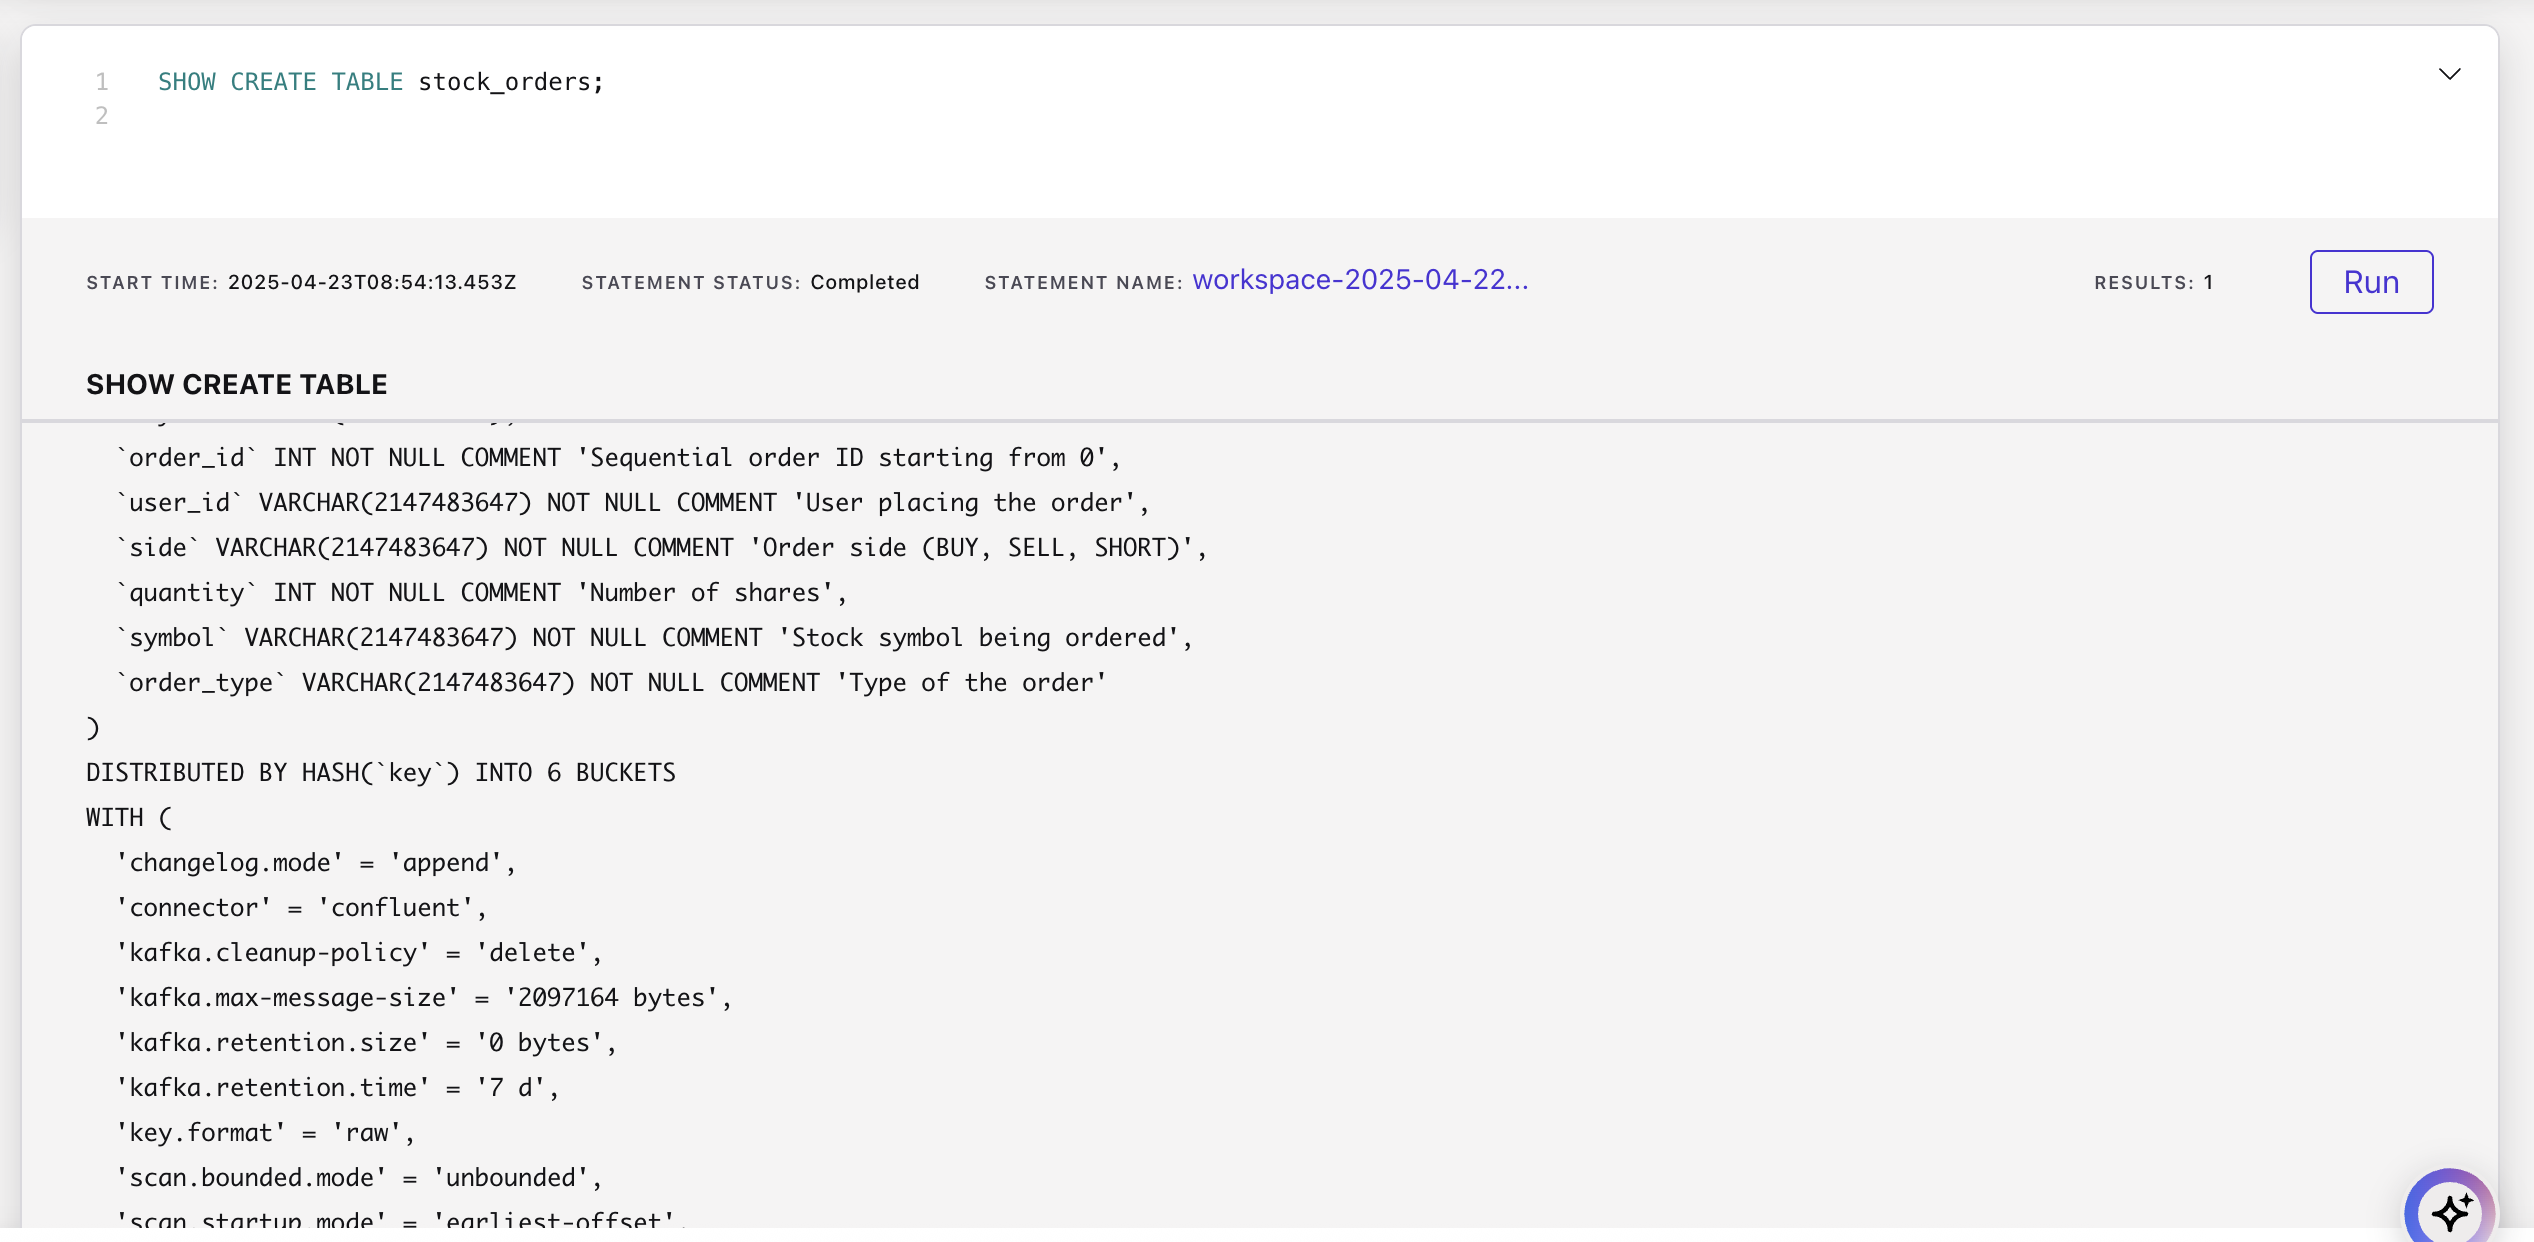 1 SHOW CREATE TABLE stock_orders;
2
START TIME: 2025-04-23T08:54:13.453Z STATEMENT STATUS: Completed STATEMENT NAME: workspace-2025-04-22... RESULTS: 1 Run
SHOW CREATE TABLE
`order_id` INT NOT NULL COMMENT 'Sequential order ID starting from 0',
`user_id` VARCHAR(2147483647) NOT NULL COMMENT 'User placing the order',
`side` VARCHAR(2147483647) NOT NULL COMMENT 'Order side (BUY, SELL, SHORT)',
`quantity` INT NOT NULL COMMENT 'Number of shares',
`symbol` VARCHAR(2147483647) NOT NULL COMMENT 'Stock symbol being ordered',
`order_type` VARCHAR(2147483647) NOT NULL COMMENT 'Type of the order'
)
DISTRIBUTED BY HASH(`key`) INTO 6 BUCKETS
WITH (
'changelog.mode' = 'append',
'connector' = 'confluent',
'kafka.cleanup-policy' = 'delete',
'kafka.max-message-size' = '2097164 bytes',
'kafka.retention.size' = '0 bytes',
'kafka.retention.time' = '7 d',
'key.format' = 'raw',
'scan.bounded.mode' = 'unbounded',
'scan.startup.mode' = 'earliest-offset',